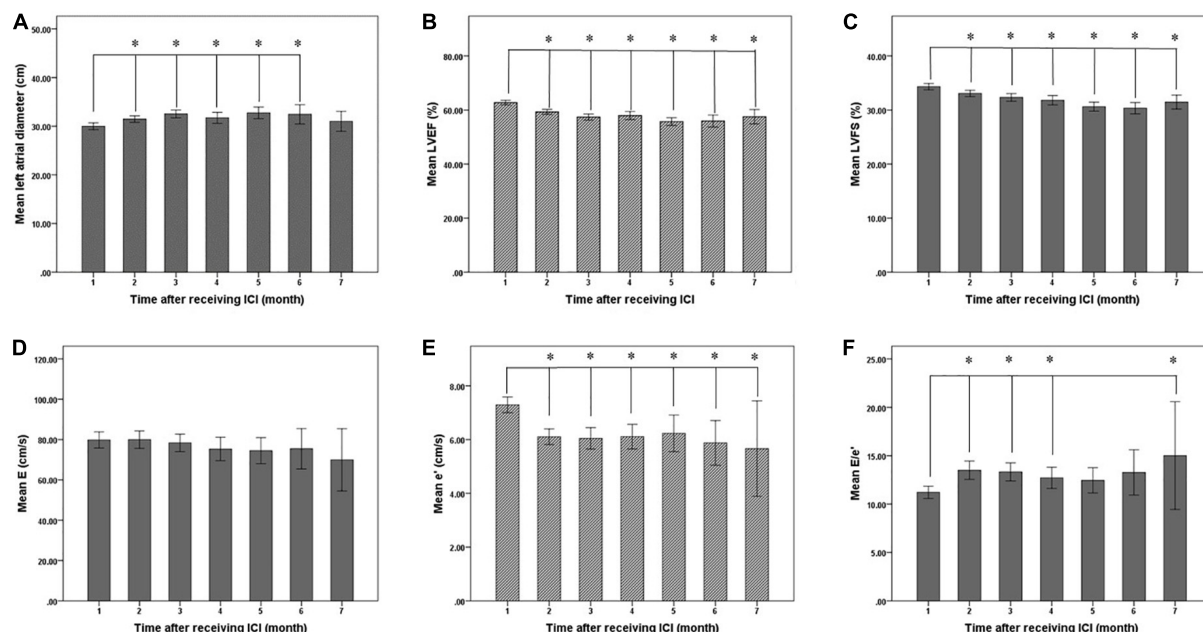 A
Mean left atrial diameter (cm)
50.00
40.00
30.00
20.00
10.00
.00
* * * * *
1 2 3 4 5 6 7
Time after receiving ICI (month)
B
Mean LVEF (%)
80.00
60.00
40.00
20.00
.00
* * * * * *
1 2 3 4 5 6 7
Time after receiving ICI
C
Mean LVFS (%)
40.00
30.00
20.00
10.00
.00
* * * * * *
1 2 3 4 5 6 7
Time after receiving ICI (month)
D
Mean E (cm/s)
120.00
100.00
80.00
60.00
40.00
20.00
.00
1 2 3 4 5 6 7
Time after receiving ICI (month)
E
Mean e' (cm/s)
8.00
6.00
4.00
2.00
.00
* * * * * *
1 2 3 4 5 6 7
Time after receiving ICI (month)
F
Mean E/e'
25.00
20.00
15.00
10.00
5.00
.00
* * * *
1 2 3 4 5 6 7
Time after receiving ICI (month)